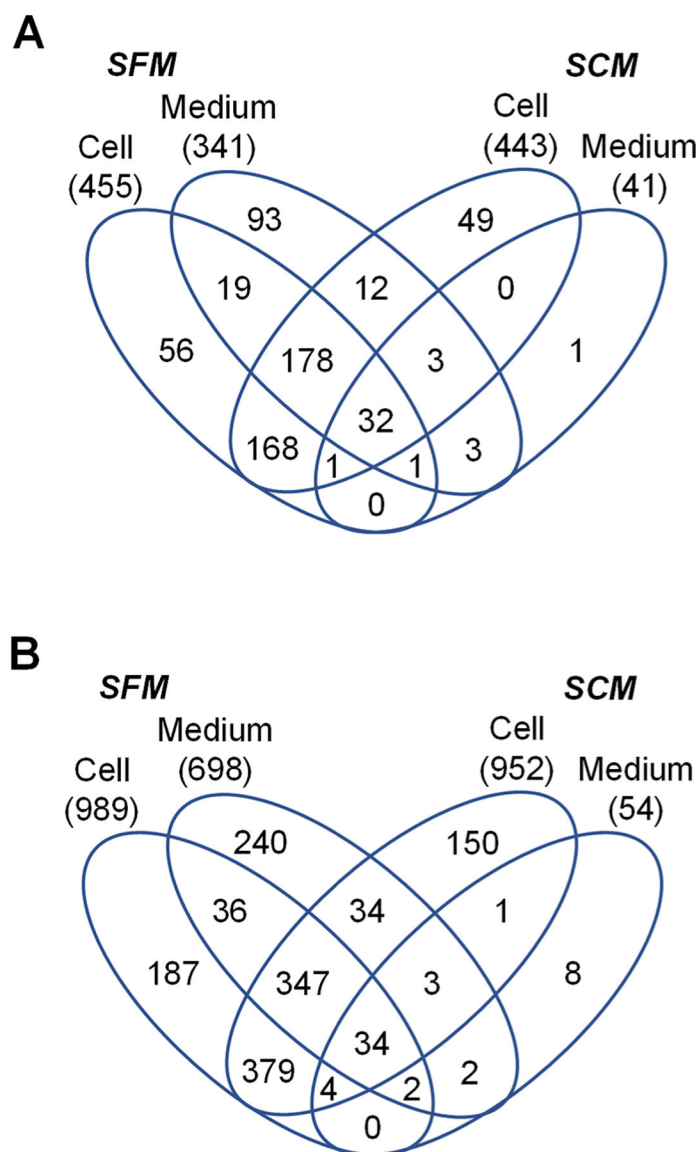 A
SFM SCM
Medium Cell
(341) (443)
Cell Medium
(455) (41)
93 49
19 12 0
56 178 3 1
32
168 1 1 3
0
B
SFM SCM
Medium Cell
(698) (952)
Cell Medium
(989) (54)
240 150
36 34 1
187 347 3 8
34
379 4 2 2
0